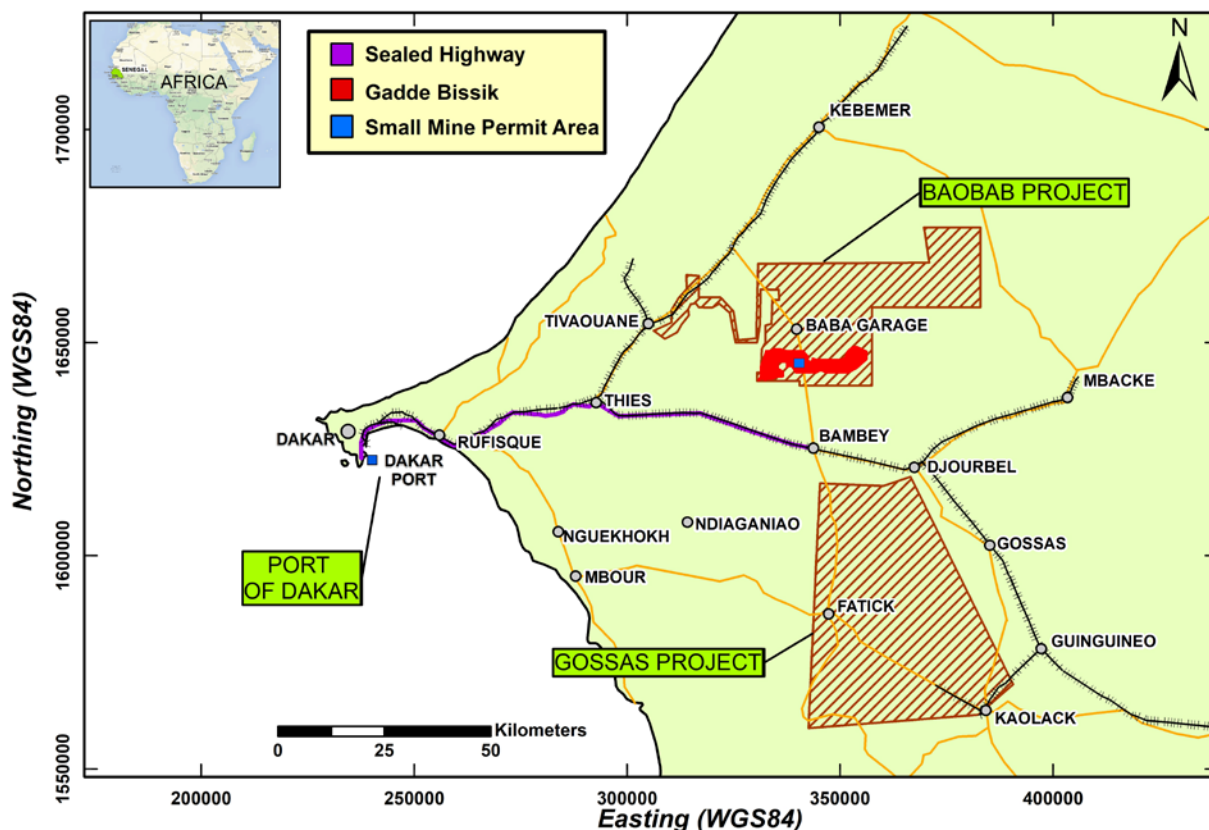 SENEGAL
AFRICA
Sealed Highway
Gadde Bissik
Small Mine Permit Area
N
KEBEMER
BAOBAB PROJECT
TIVAOUANE
BABA GARAGE
MBACKE
THIES
DAKAR
RUFISQUE
BAMBEY
DAKAR
PORT
DJOURBEL
NGUEKHOKH
NDIAGANIAO
GOSSAS
PORT
OF DAKAR
MBOUR
FATICK
GOSSAS PROJECT
GUINGUINEO
KAOLACK
Kilometers
0 25 50
1700000
1650000
1600000
1550000
Northing (WGS84)
200000 250000 300000 350000 400000
Easting (WGS84)